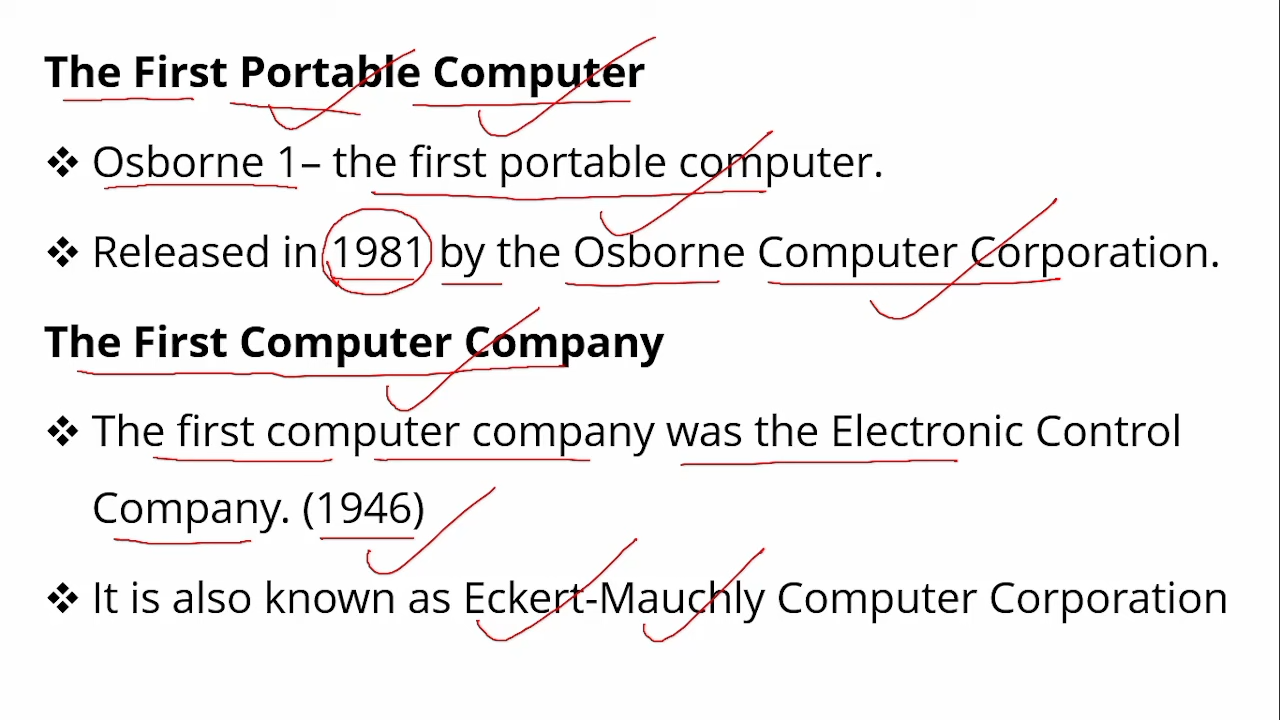 The First Portable Computer
❖ Osborne 1– the first portable computer.
❖ Released in 1981 by the Osborne Computer Corporation.
The First Computer Company
❖ The first computer company was the Electronic Control
Company. (1946)
❖ It is also known as Eckert-Mauchly Computer Corporation